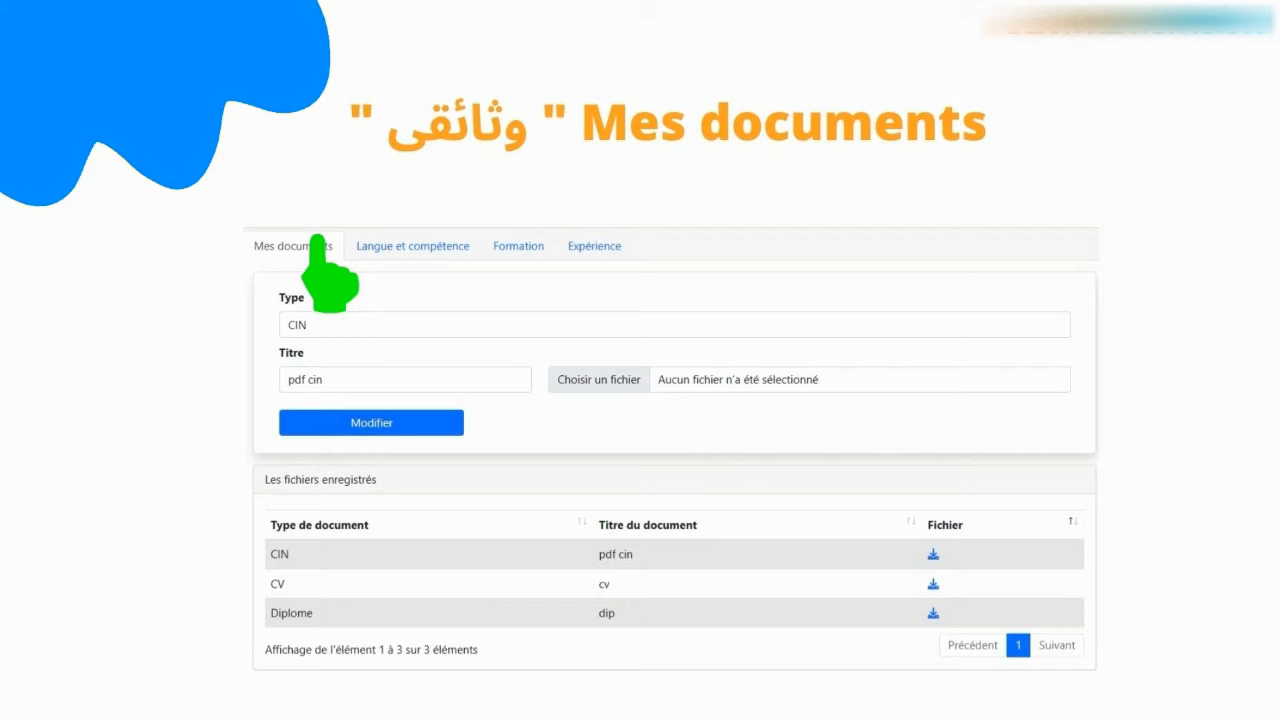 " وثائقى " Mes documents
Mes documents Langue et compétence Formation Expérience
Type
CIN
Titre
pdf cin Choisir un fichier Aucun fichier n'a été sélectionné
Modifier
Les fichiers enregistrés
Type de document Titre du document Fichier
CIN pdf cin
CV cv
Diplome dip
Affichage de l'élément 1 à 3 sur 3 éléments Précédent 1 Suivant